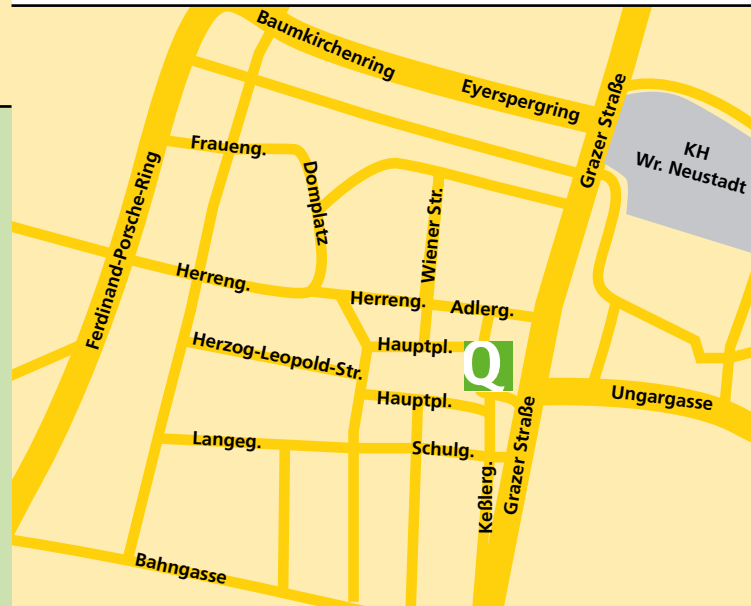 Baumkirchenring
Eyerspergring
Grazer Straße
KH
Wr. Neustadt
Fraueng.
Domplatz
Ferdinand-Porsche-Ring
Wiener Str.
Herreng.
Herreng.
Adlerg.
Hauptpl.
Q
Herzog-Leopold-Str.
Hauptpl.
Ungargasse
Langeg.
Schulg.
Grazer Straße
Keßlerg.
Bahngasse